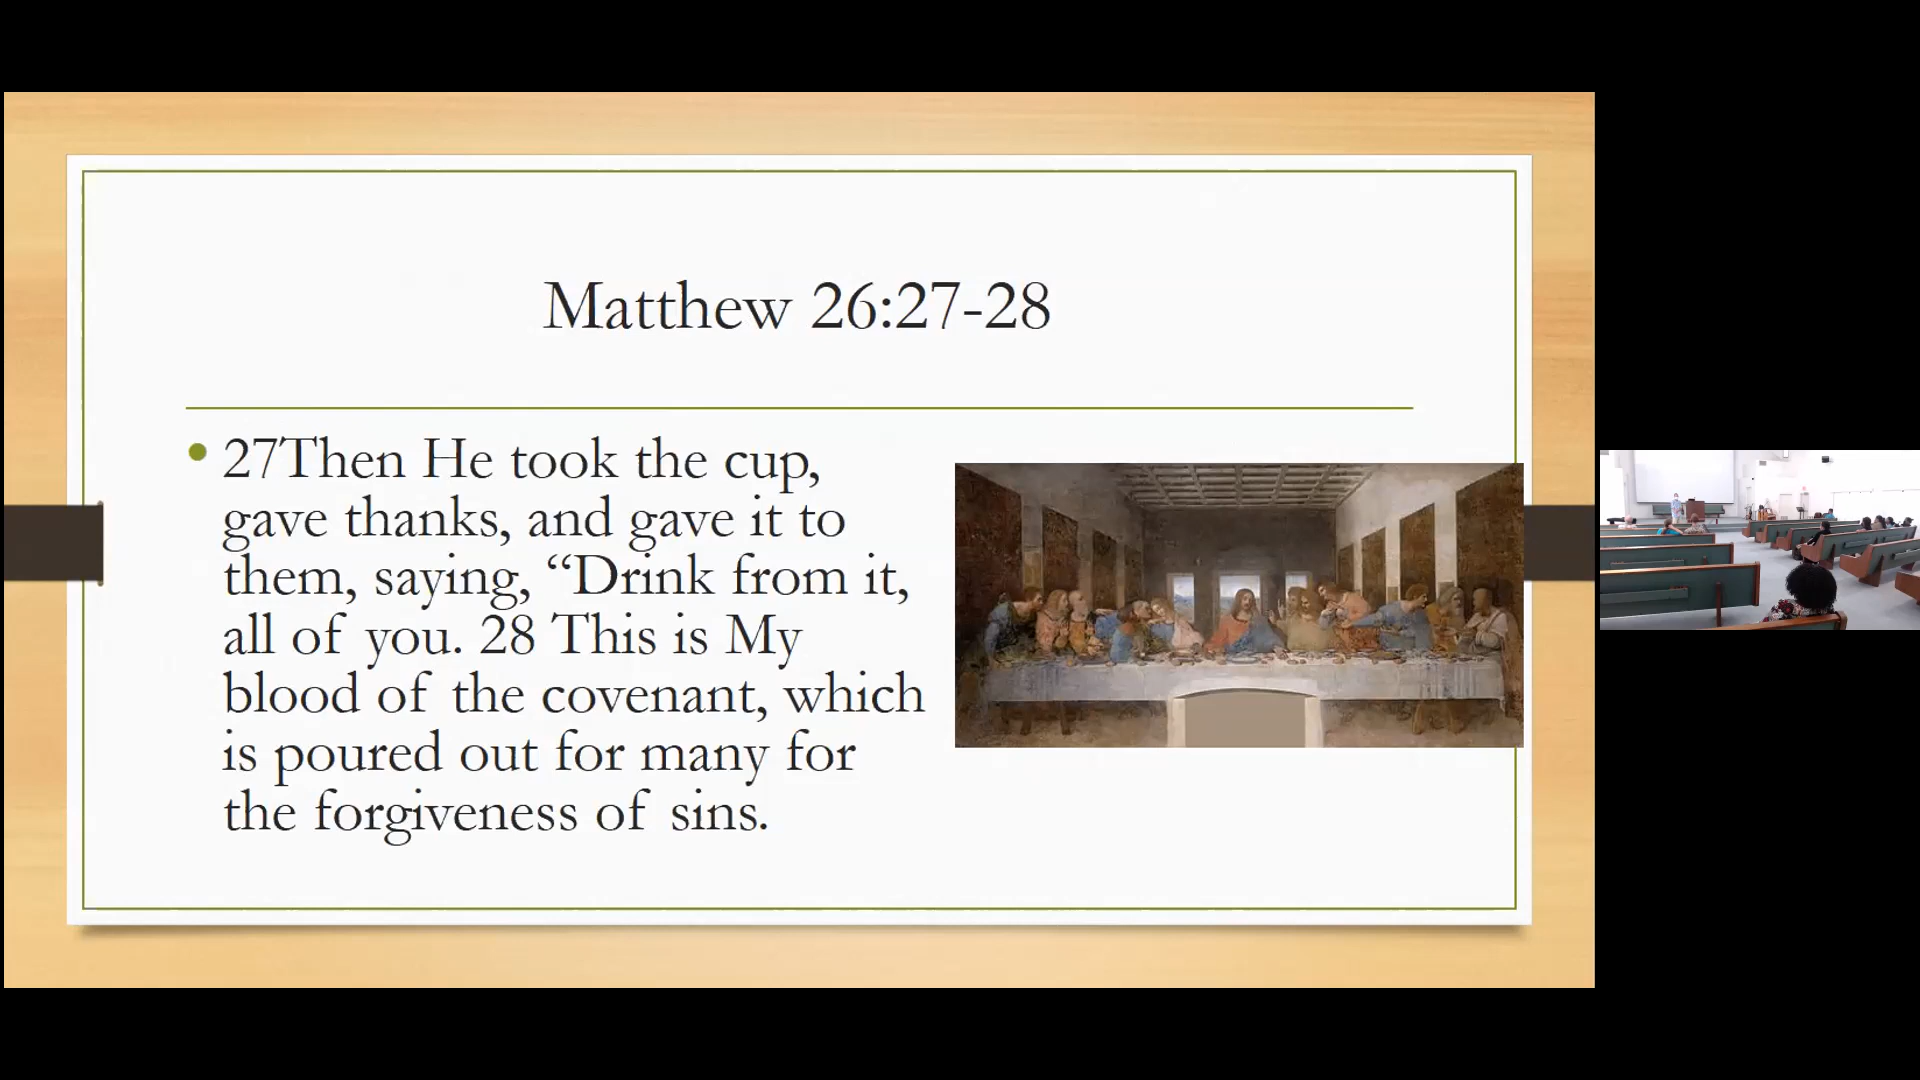 Matthew 26:27-28
• 27Then He took the cup,
gave thanks, and gave it to
them, saying, “Drink from it,
all of you. 28 This is My
blood of the covenant, which
is poured out for many for
the forgiveness of sins.